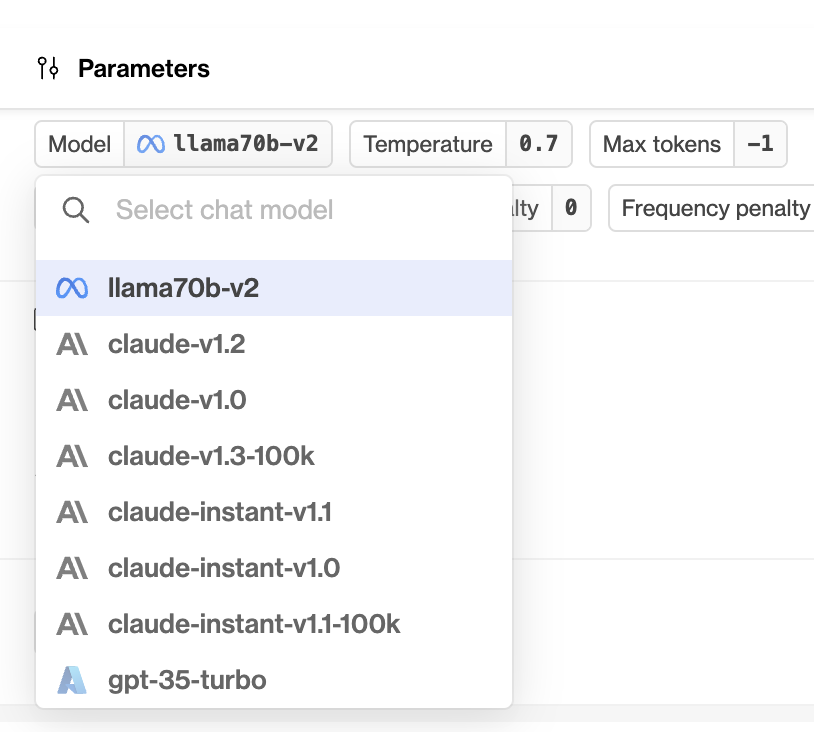 Parameters
Model llama70b-v2 Temperature 0.7 Max tokens -1
Select chat model
0 Frequency penalty
llama70b-v2
claude-v1.2
claude-v1.0
claude-v1.3-100k
claude-instant-v1.1
claude-instant-v1.0
claude-instant-v1.1-100k
gpt-35-turbo